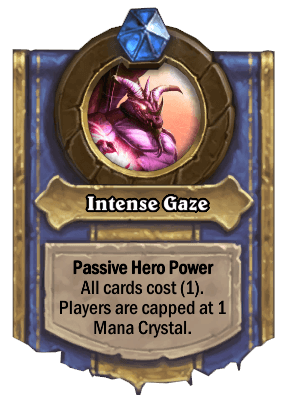 Intense Gaze
Passive Hero Power
All cards cost (1).
Players are capped at 1
Mana Crystal.